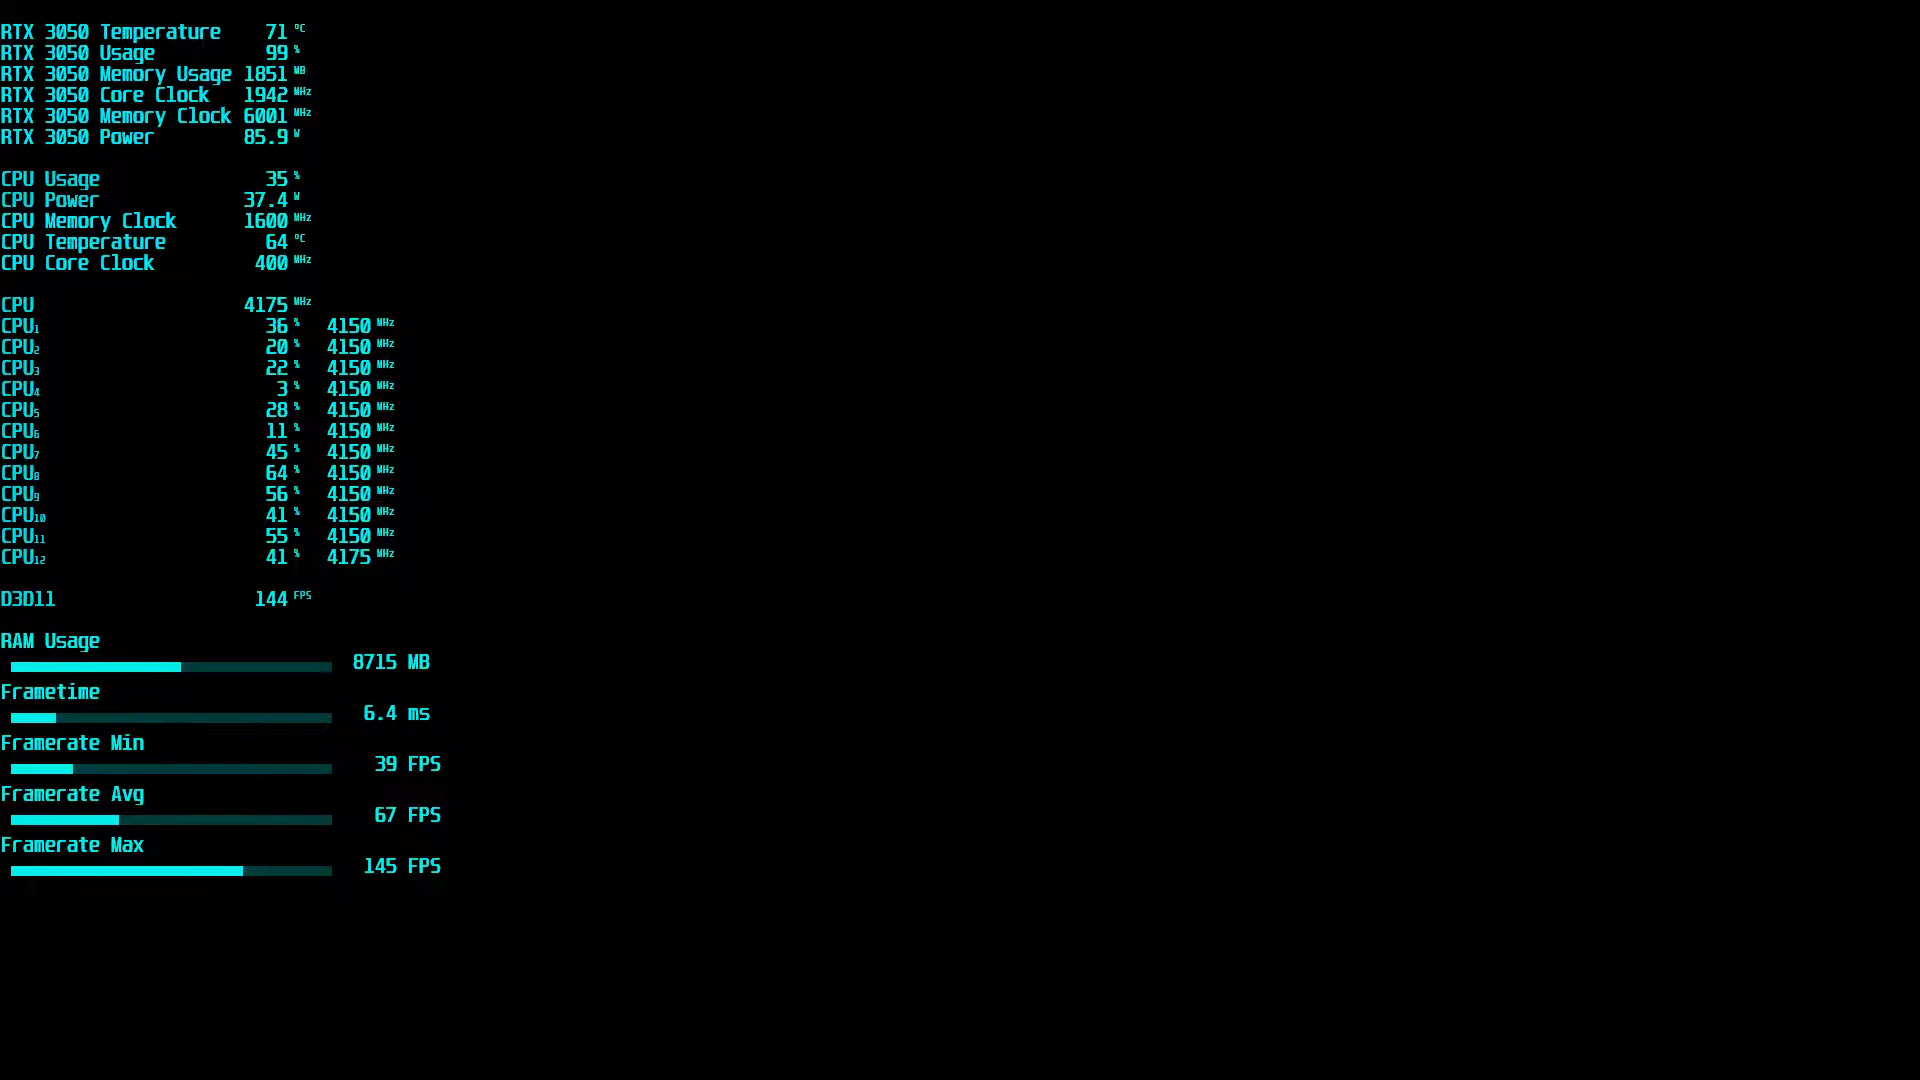 RTX 3050 Temperature 71 °C
RTX 3050 Usage 99 %
RTX 3050 Memory Usage 1851 MB
RTX 3050 Core Clock 1942 MHz
RTX 3050 Memory Clock 6001 MHz
RTX 3050 Power 85.9 W
CPU Usage 35 %
CPU Power 37.4 W
CPU Memory Clock 1600 MHz
CPU Temperature 64 °C
CPU Core Clock 400 MHz
CPU 4175 MHz
CPU1 36 % 4150 MHz
CPU2 20 % 4150 MHz
CPU3 22 % 4150 MHz
CPU4 3 % 4150 MHz
CPU5 28 % 4150 MHz
CPU6 11 % 4150 MHz
CPU7 45 % 4150 MHz
CPU8 64 % 4150 MHz
CPU9 56 % 4150 MHz
CPU10 41 % 4150 MHz
CPU11 55 % 4150 MHz
CPU12 41 % 4175 MHz
D3D11 144 FPS
RAM Usage
8715 MB
Frametime
6.4 ms
Framerate Min
39 FPS
Framerate Avg
67 FPS
Framerate Max
145 FPS